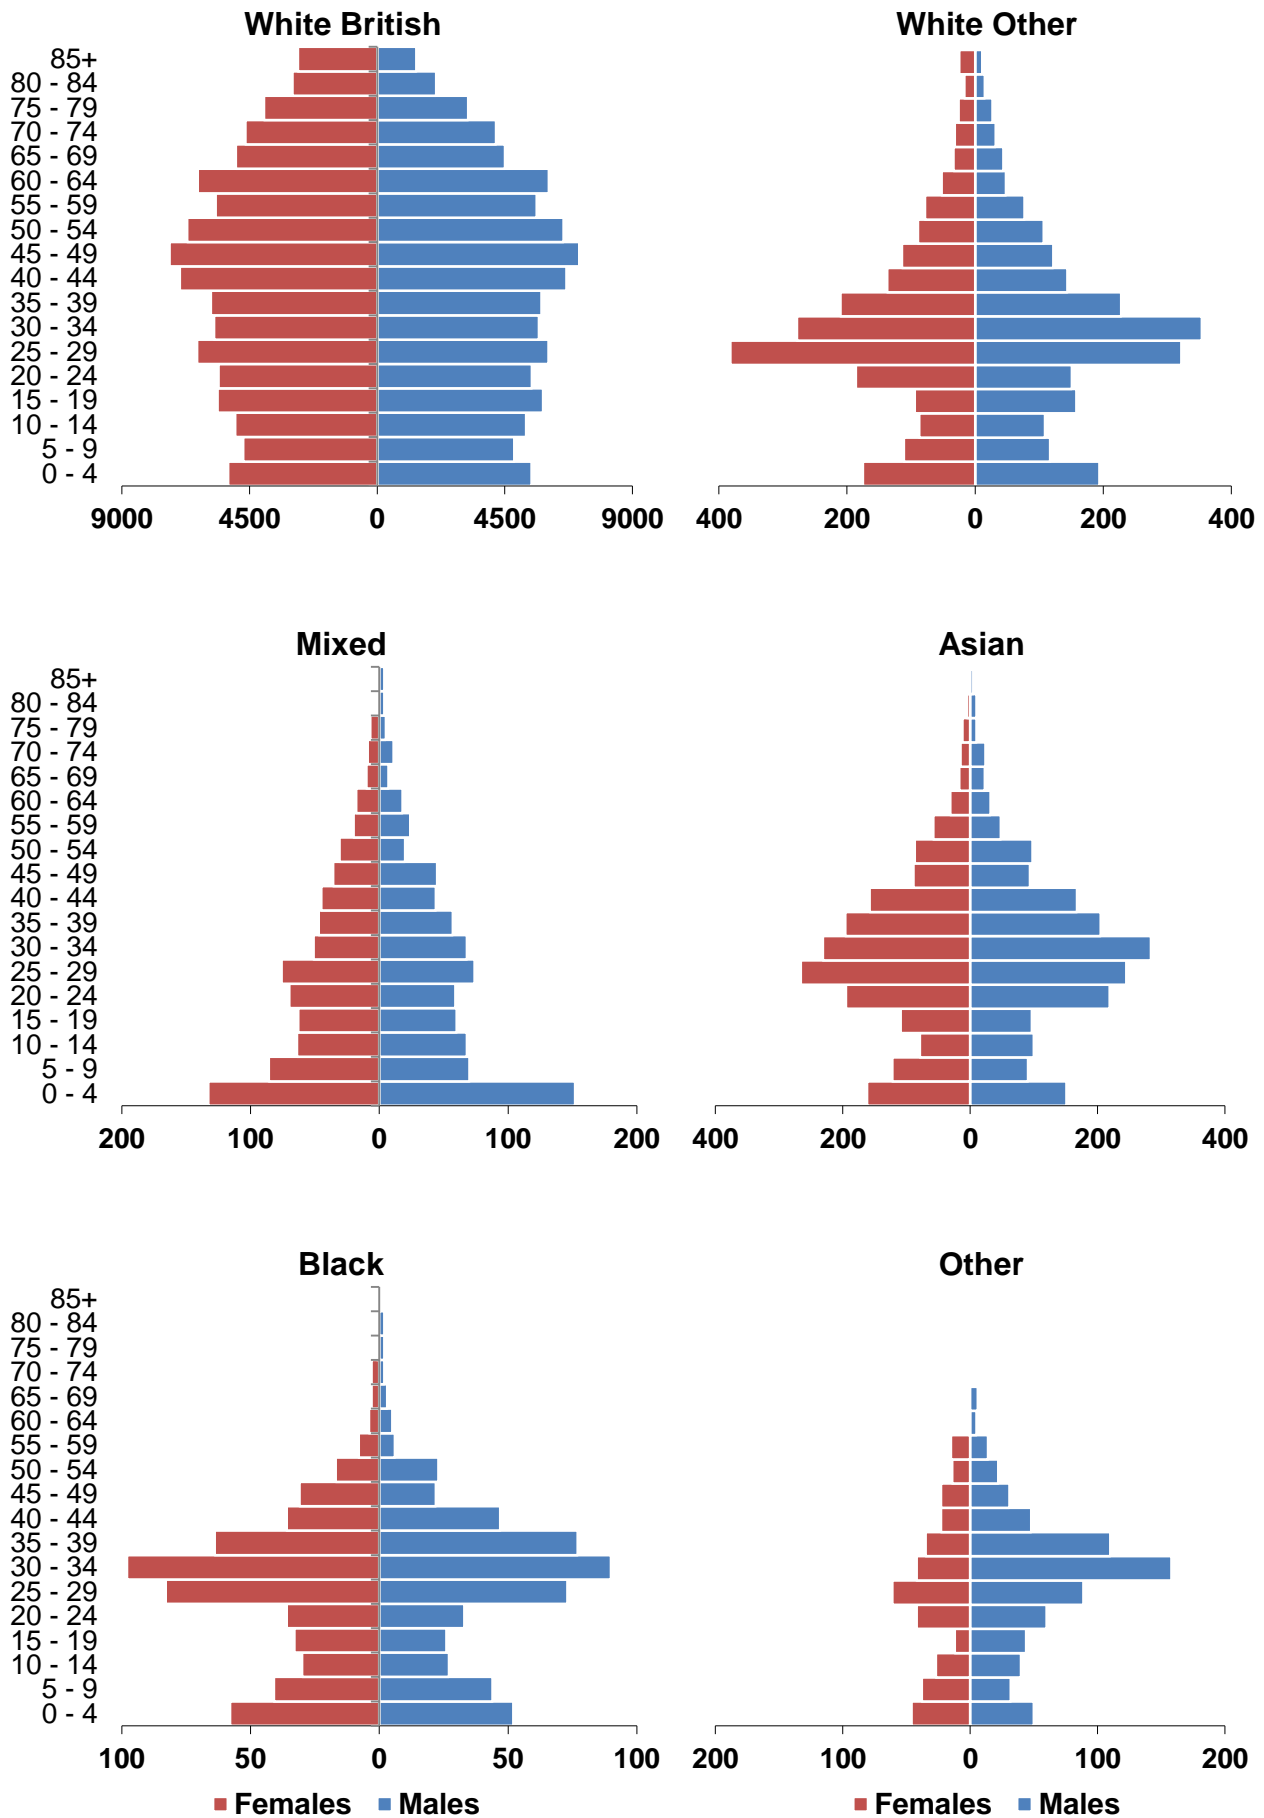 White British
White Other
85+
80 - 84
75 - 79
70 - 74
65 - 69
60 - 64
55 - 59
50 - 54
45 - 49
40 - 44
35 - 39
30 - 34
25 - 29
20 - 24
15 - 19
10 - 14
5 - 9
0 - 4
9000 4500 0 4500 9000
400 200 0 200 400
Mixed
Asian
85+
80 - 84
75 - 79
70 - 74
65 - 69
60 - 64
55 - 59
50 - 54
45 - 49
40 - 44
35 - 39
30 - 34
25 - 29
20 - 24
15 - 19
10 - 14
5 - 9
0 - 4
200 100 0 100 200
400 200 0 200 400
Black
Other
85+
80 - 84
75 - 79
70 - 74
65 - 69
60 - 64
55 - 59
50 - 54
45 - 49
40 - 44
35 - 39
30 - 34
25 - 29
20 - 24
15 - 19
10 - 14
5 - 9
0 - 4
100 50 0 50 100
200 100 0 100 200
Females Males
Females Males